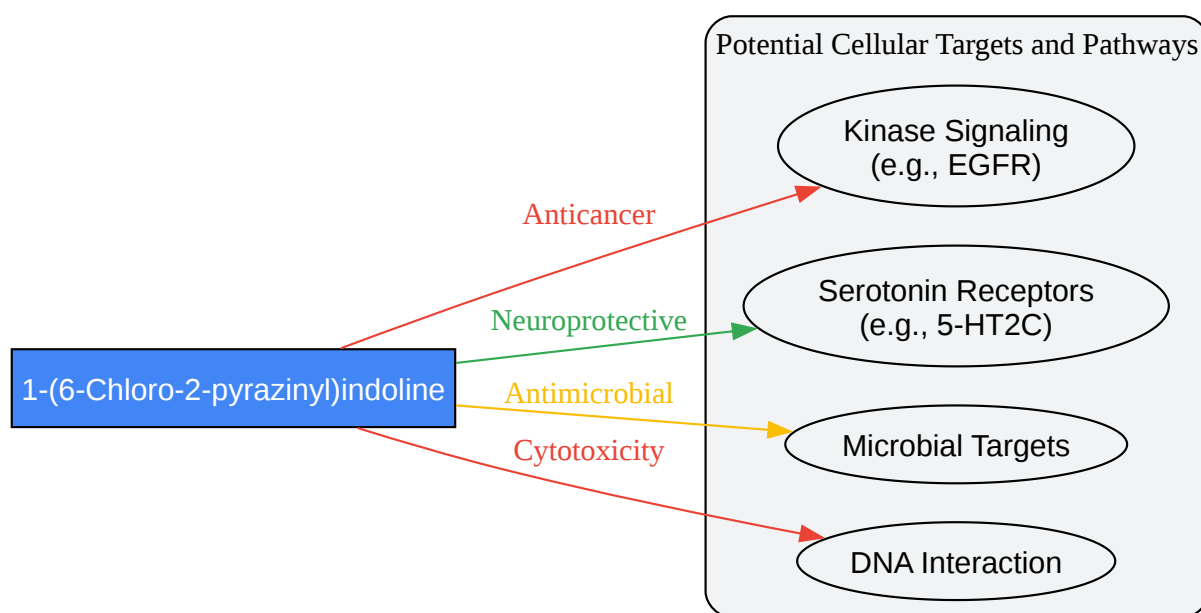 Potential Cellular Targets and Pathways
Kinase Signaling
(e.g., EGFR)
Anticancer
Serotonin Receptors
(e.g., 5-HT2C)
Neuroprotective
1-(6-Chloro-2-pyrazinyl)indoline
Antimicrobial
Microbial Targets
Cytotoxicity
DNA Interaction